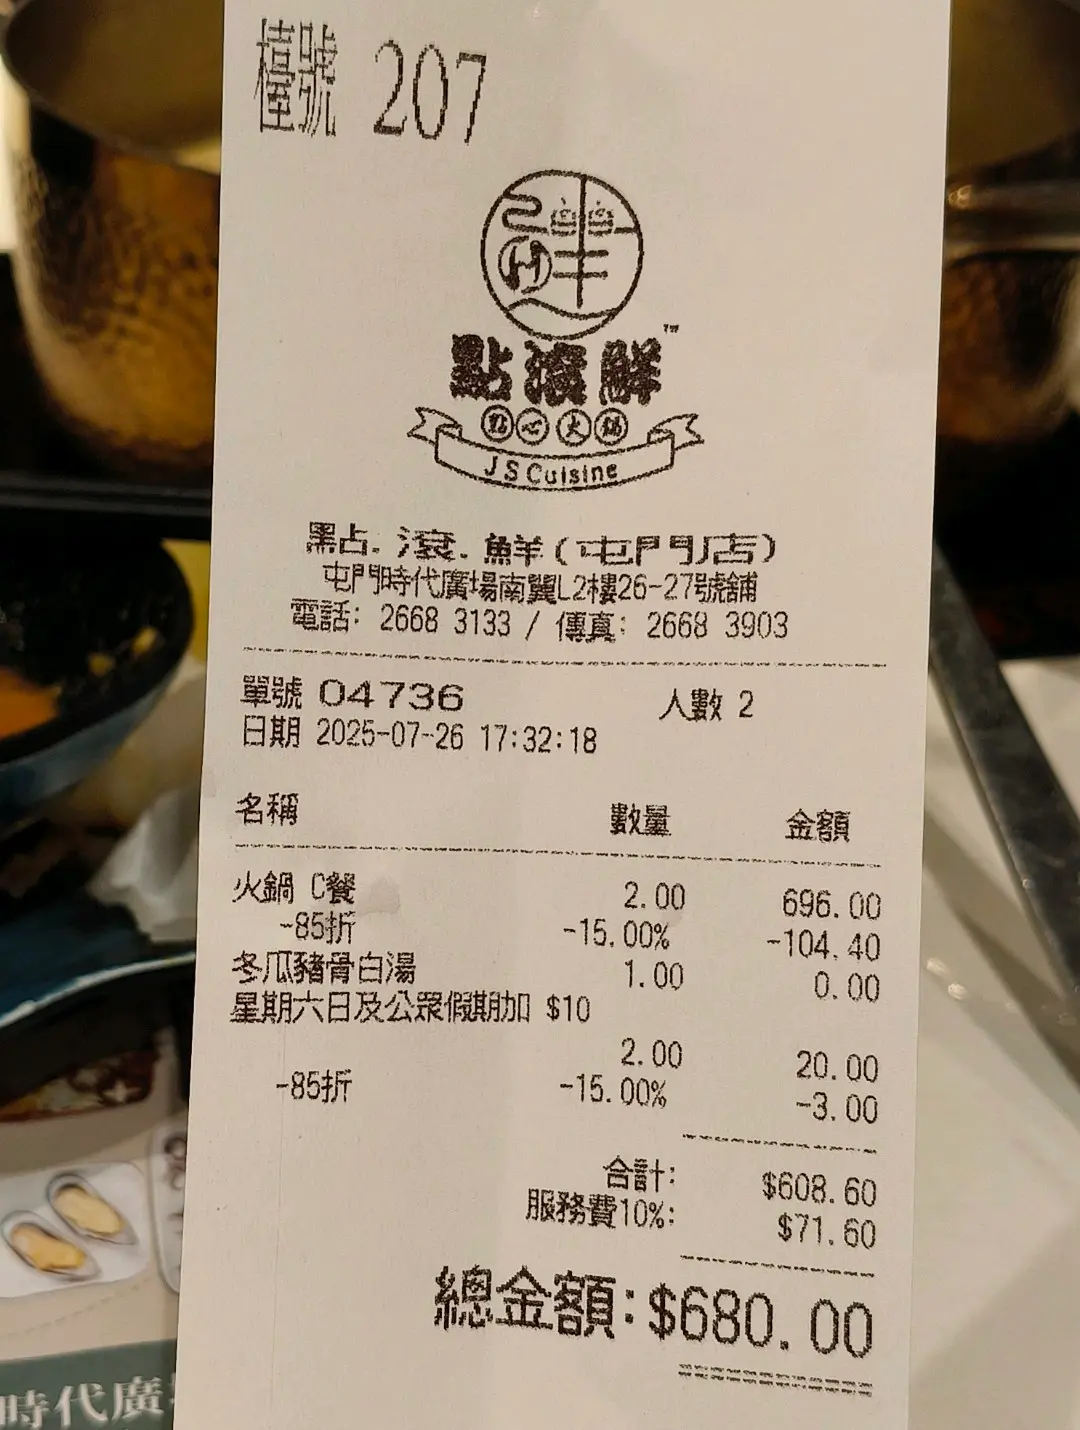 檯號 207
點滾鮮™
點心火鍋
JS Cuisine
點. 滾. 鮮(屯門店)
屯門時代廣場南翼L2樓26-27號舖
電話: 2668 3133 / 傳真: 2668 3903
單號 04736 人數 2
日期 2025-07-26 17:32:18
名稱 數量 金額
火鍋 C餐 2.00 696.00
-85折 -15.00% -104.40
冬瓜豬骨白湯 1.00 0.00
星期六日及公眾假期加 $10
2.00 20.00
-85折 -15.00% -3.00
合計: $608.60
服務費10%: $71.60
總金額:$680.00
時代廣